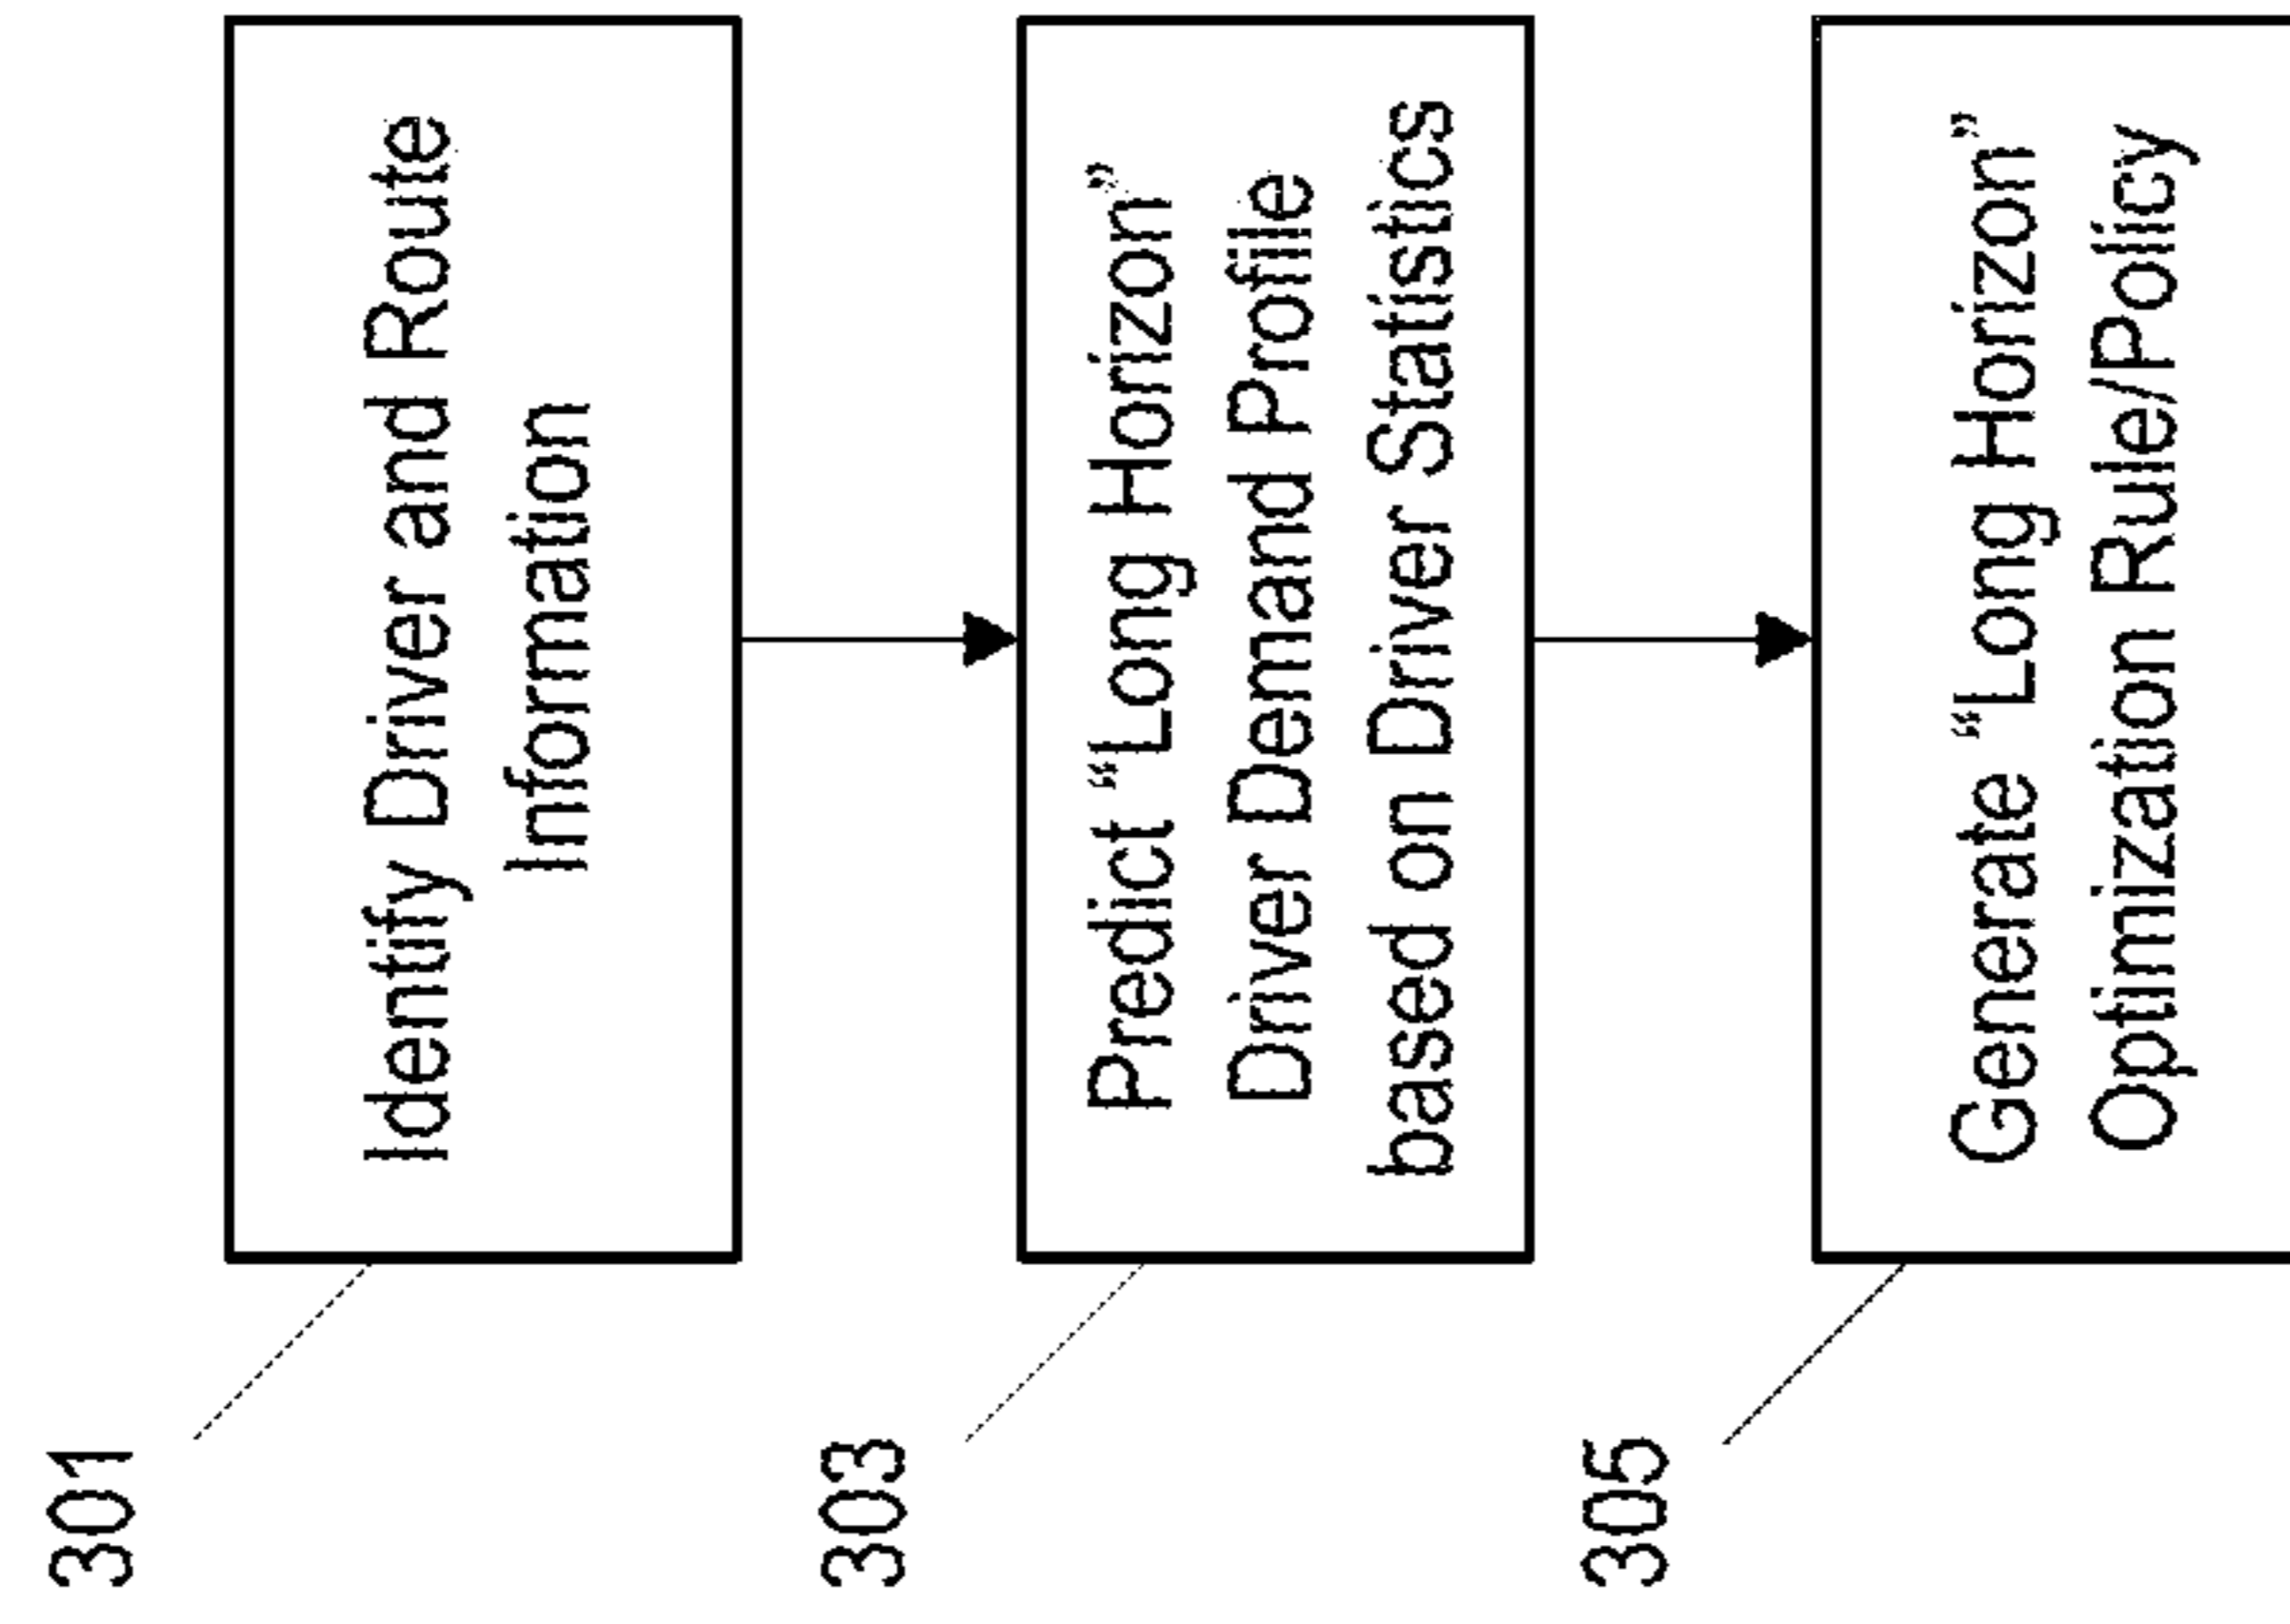 301
Identify Driver and Route
Information
303
Predict “Long Horizon”
Driver Demand Profile
based on Driver Statistics
305
Generate “Long Horizon”
Optimization Rule/Policy